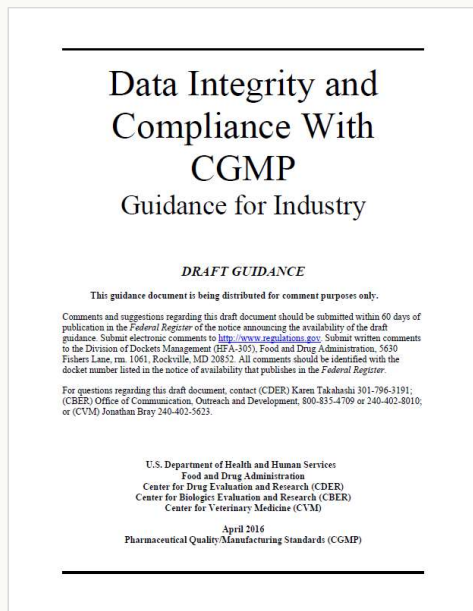 Data Integrity and
Compliance With
CGMP
Guidance for Industry
DRAFT GUIDANCE
This guidance document is being distributed for comment purposes only.
Comments and suggestions regarding this draft document should be submitted within 60 days of
publication in the Federal Register of the notice announcing the availability of the draft
guidance. Submit electronic comments to http://www.regulations.gov. Submit written comments
to the Division of Dockets Management (HFA-305), Food and Drug Administration, 5630
Fishers Lane, rm. 1061, Rockville, MD 20852. All comments should be identified with the
docket number listed in the notice of availability that publishes in the Federal Register.
For questions regarding this draft document, contact (CDER) Karen Takahashi 301-796-3191;
(CBER) Office of Communication, Outreach and Development, 800-835-4709 or 240-402-8010;
or (CVM) Jonathan Bray 240-402-5623.
U.S. Department of Health and Human Services
Food and Drug Administration
Center for Drug Evaluation and Research (CDER)
Center for Biologics Evaluation and Research (CBER)
Center for Veterinary Medicine (CVM)
April 2016
Pharmaceutical Quality/Manufacturing Standards (CGMP)